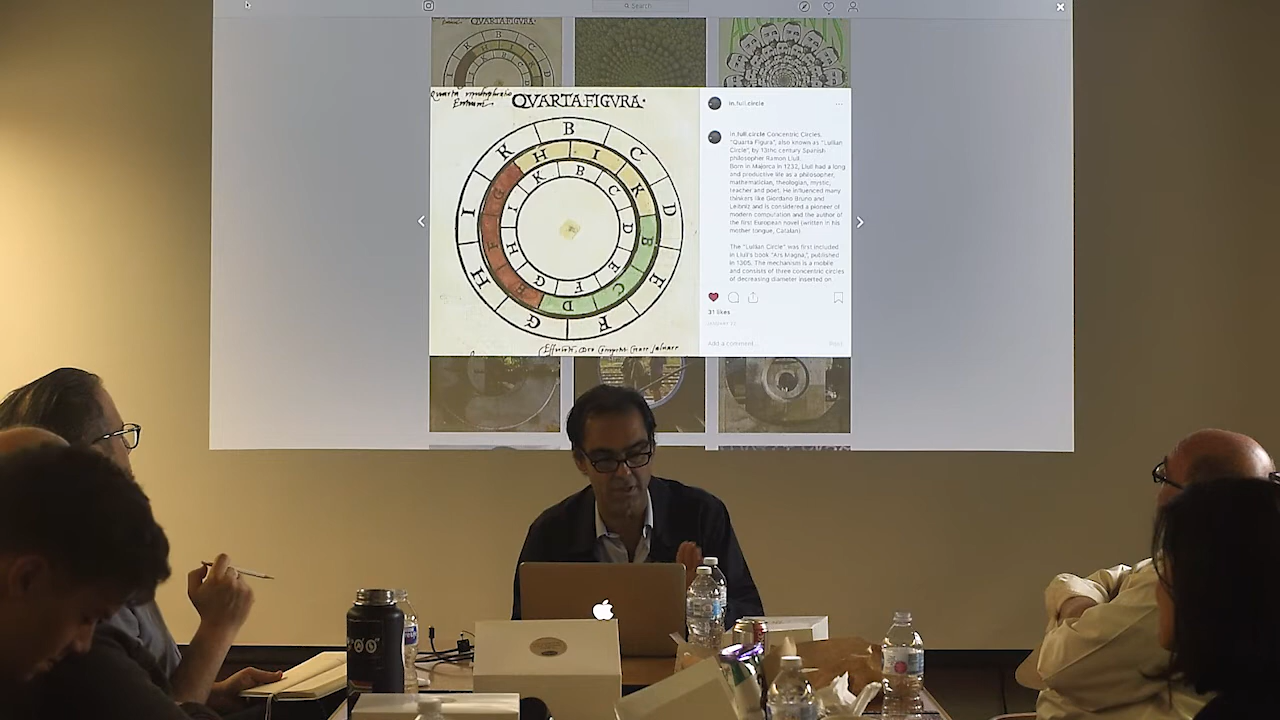 Search
QVARTA FIGVRA
QVARTA FIGVRA·
B
C
D
E
F
G
H
I
K
H
I
K
B
C
D
E
F
G
B
C
D
E
F
G
H
I
K
in.full.circle
in.full.circle Concentric Circles,
"Quarta Figura", also known as "Lullian
Circle", by 13thc.century Spanish
philosopher Ramon Llull.
Born in Majorca in 1232, Llull had a long
and productive life as a philosopher,
mathematician, theologian, mystic,
teacher and poet. He influenced many
thinkers like Giordano Bruno and
Leibniz and is considered a pioneer of
modern computation and the author of
the first European novel (written in his
mother tongue, Catalan)
The "Lullian Circle" was first included
in Llull's book "Ars Magna,", published
in 1305. The mechanism is a mobile
and consists of three concentric circles
of decreasing diameter inserted on
31 likes
Add a comment...
Post